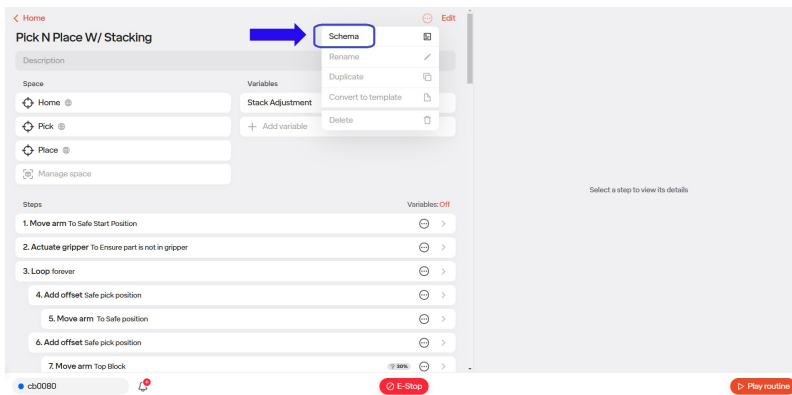 Home
Edit
Pick N Place W/ Stacking
Schema
Description
Rename
Space
Variables
Duplicate
Home
Stack Adjustment
Convert to template
Pick
+ Add variable
Delete
Place
Manage space
Select a step to view its details
Steps
Variables: Off
1. Move arm To Safe Start Position
2. Actuate gripper To Ensure part is not in gripper
3. Loop forever
4. Add offset Safe pick position
5. Move arm To Safe position
6. Add offset Safe pick position
7. Move arm Top Block
30%
cb0080
E-Stop
Play routine